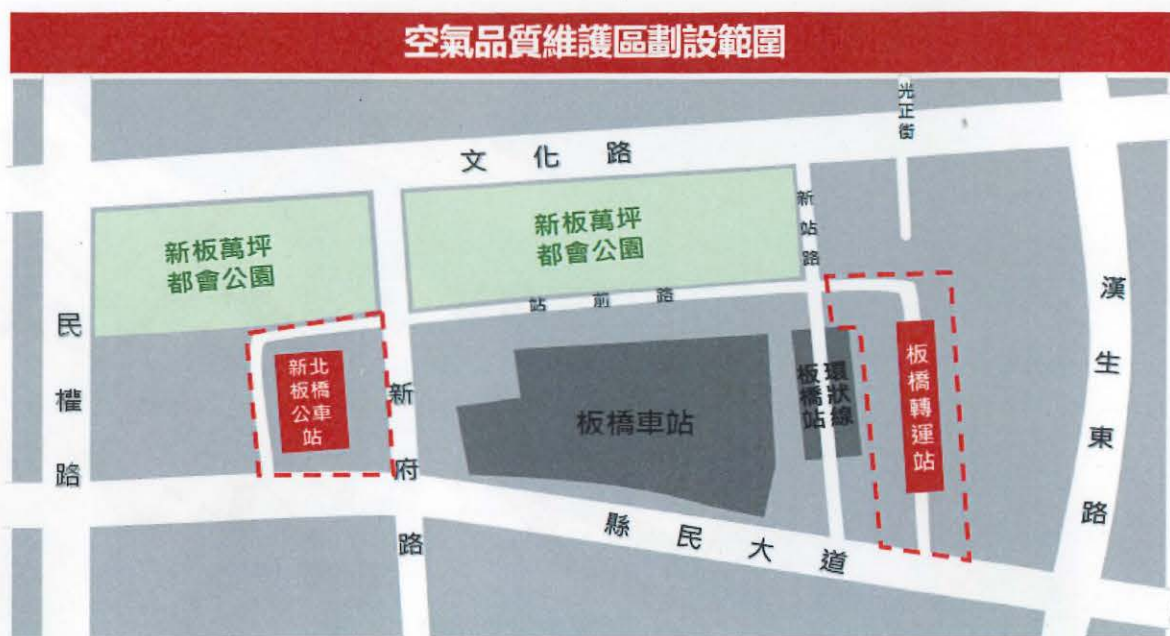 空氣品質維護區劃設範圍
光正街
文化路
新站路
新板萬坪
都會公園
新板萬坪
都會公園
漢生東路
站前路
民權路
新北
板橋
公車
站
新府路
板橋車站
環狀線
板橋站
板橋轉運站
縣民大道